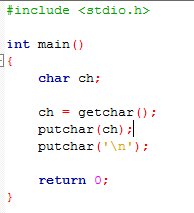 #include <stdio.h>
int main()
{
char ch;
ch = getchar();
putchar(ch);
putchar('\n');
return 0;
}